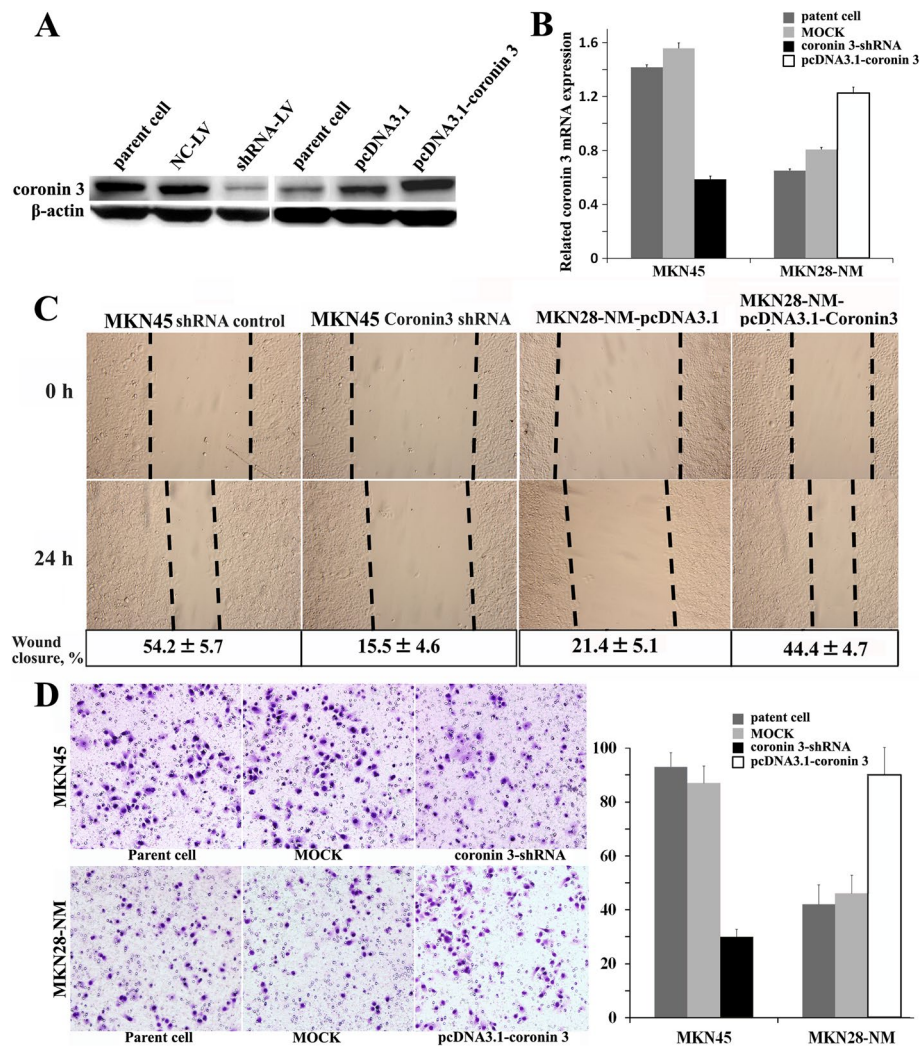 A
parent cell
NC-LV
shRNA-LV
parent cell
pcDNA3.1
pcDNA3.1-coronin 3
coronin 3
β-actin
B
patent cell
MOCK
coronin 3-shRNA
pcDNA3.1-coronin 3
Related coronin 3 mRNA expression
1.6
1.2
0.8
0.4
0
MKN45
MKN28-NM
C
MKN45 shRNA control
MKN45 Coronin3 shRNA
MKN28-NM-pcDNA3.1
MKN28-NM-
pcDNA3.1-Coronin3
0 h
24 h
Wound
closure, %
54.2 ± 5.7
15.5 ± 4.6
21.4 ± 5.1
44.4 ± 4.7
D
MKN45
Parent cell
MOCK
coronin 3-shRNA
MKN28-NM
Parent cell
MOCK
pcDNA3.1-coronin 3
patent cell
MOCK
coronin 3-shRNA
pcDNA3.1-coronin 3
100
80
60
40
20
0
MKN45
MKN28-NM